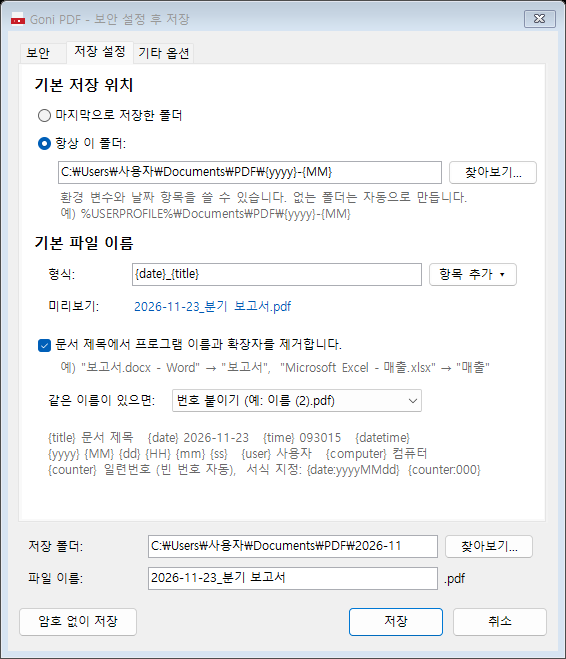 Goni PDF - 보안 설정 후 저장
보안 저장 설정 기타 옵션
기본 저장 위치
마지막으로 저장한 폴더
항상 이 폴더:
C:₩Users₩사용자₩Documents₩PDF₩{yyyy}-{MM} 찾아보기...
환경 변수와 날짜 항목을 쓸 수 있습니다. 없는 폴더는 자동으로 만듭니다.
예) %USERPROFILE%₩Documents₩PDF₩{yyyy}-{MM}
기본 파일 이름
형식: {date}_{title} 항목 추가
미리보기: 2026-11-23_분기 보고서.pdf
문서 제목에서 프로그램 이름과 확장자를 제거합니다.
예) "보고서.docx - Word" → "보고서", "Microsoft Excel - 매출.xlsx" → "매출"
같은 이름이 있으면: 번호 붙이기 (예: 이름 (2).pdf)
{title} 문서 제목 {date} 2026-11-23 {time} 093015 {datetime}
{yyyy} {MM} {dd} {HH} {mm} {ss} {user} 사용자 {computer} 컴퓨터
{counter} 일련번호 (빈 번호 자동), 서식 지정: {date:yyyyMMdd} {counter:000}
저장 폴더: C:₩Users₩사용자₩Documents₩PDF₩2026-11 찾아보기...
파일 이름: 2026-11-23_분기 보고서 .pdf
암호 없이 저장 저장 취소